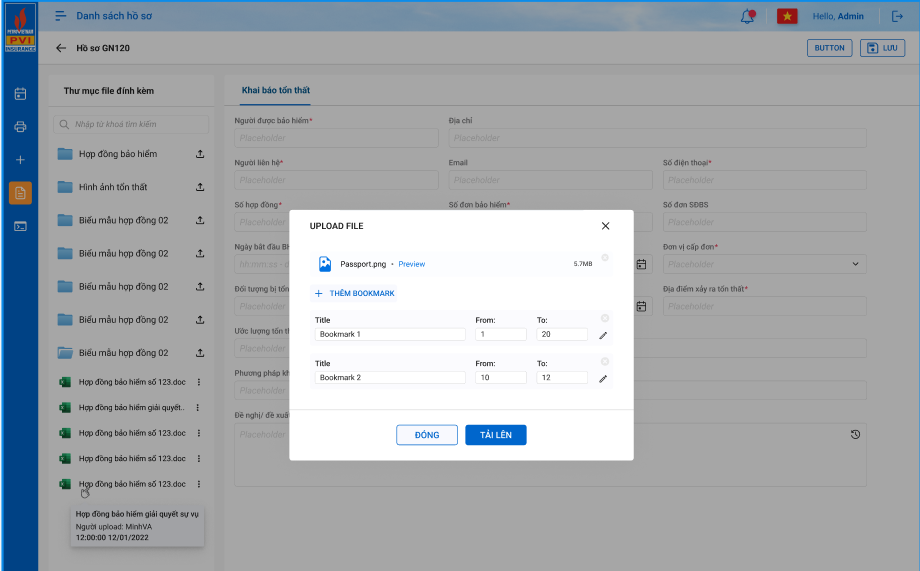 PETROVIETNAM
PVI
INSURANCE
Danh sách hồ sơ
Hello, Admin
Hồ sơ GN120
BUTTON
LƯU
Thư mục file đính kèm
Nhập từ khoá tìm kiếm
Hợp đồng bảo hiểm
Hình ảnh tổn thất
Biểu mẫu hợp đồng 02
Biểu mẫu hợp đồng 02
Biểu mẫu hợp đồng 02
Biểu mẫu hợp đồng 02
Biểu mẫu hợp đồng 02
Hợp đồng bảo hiểm số 123.doc
Hợp đồng bảo hiểm giải quyết..
Hợp đồng bảo hiểm số 123.doc
Hợp đồng bảo hiểm số 123.doc
Hợp đồng bảo hiểm số 123.doc
Hợp đồng bảo hiểm giải quyết sự vụ
Người upload: MinhVA
12:00:00 12/01/2022
Khai báo tổn thất
Người được bảo hiểm*
Địa chỉ
Placeholder
Placeholder
Người liên hệ*
Email
Số điện thoại*
Placeholder
Placeholder
Placeholder
Số hợp đồng*
Số đơn bảo hiểm*
Số đơn SĐBS
Placeholder
Placeholder
Ngày bắt đầu BH
Đơn vị cấp đơn*
hh:mm:ss - d
Placeholder
Đối tượng bị tổn
Địa điểm xảy ra tổn thất*
Placeholder
Placeholder
Ước lượng tổn th
Placeholder
Phương pháp kh
Placeholder
Đề nghị/ đề xuất
Placeholder
UPLOAD FILE
Passport.png • Preview
5.7MB
THÊM BOOKMARK
Title
From:
To:
Bookmark 1
1
20
Title
From:
To:
Bookmark 2
10
12
ĐÓNG
TẢI LÊN